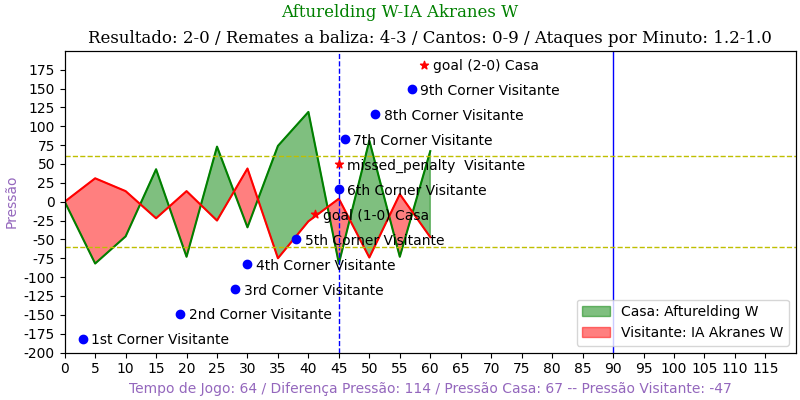 Afturelding W-IA Akranes W
Resultado: 2-0 / Remates a baliza: 4-3 / Cantos: 0-9 / Ataques por Minuto: 1.2-1.0
175
150
125
100
75
50
25
0
-25
-50
-75
-100
-125
-150
-175
-200
Pressão
goal (2-0) Casa
9th Corner Visitante
8th Corner Visitante
7th Corner Visitante
missed_penalty  Visitante
6th Corner Visitante
goal (1-0) Casa
5th Corner Visitante
4th Corner Visitante
3rd Corner Visitante
2nd Corner Visitante
1st Corner Visitante
Casa: Afturelding W
Visitante: IA Akranes W
0 5 10 15 20 25 30 35 40 45 50 55 60 65 70 75 80 85 90 95 100 105 110 115
Tempo de Jogo: 64 / Diferença Pressão: 114 / Pressão Casa: 67 -- Pressão Visitante: -47